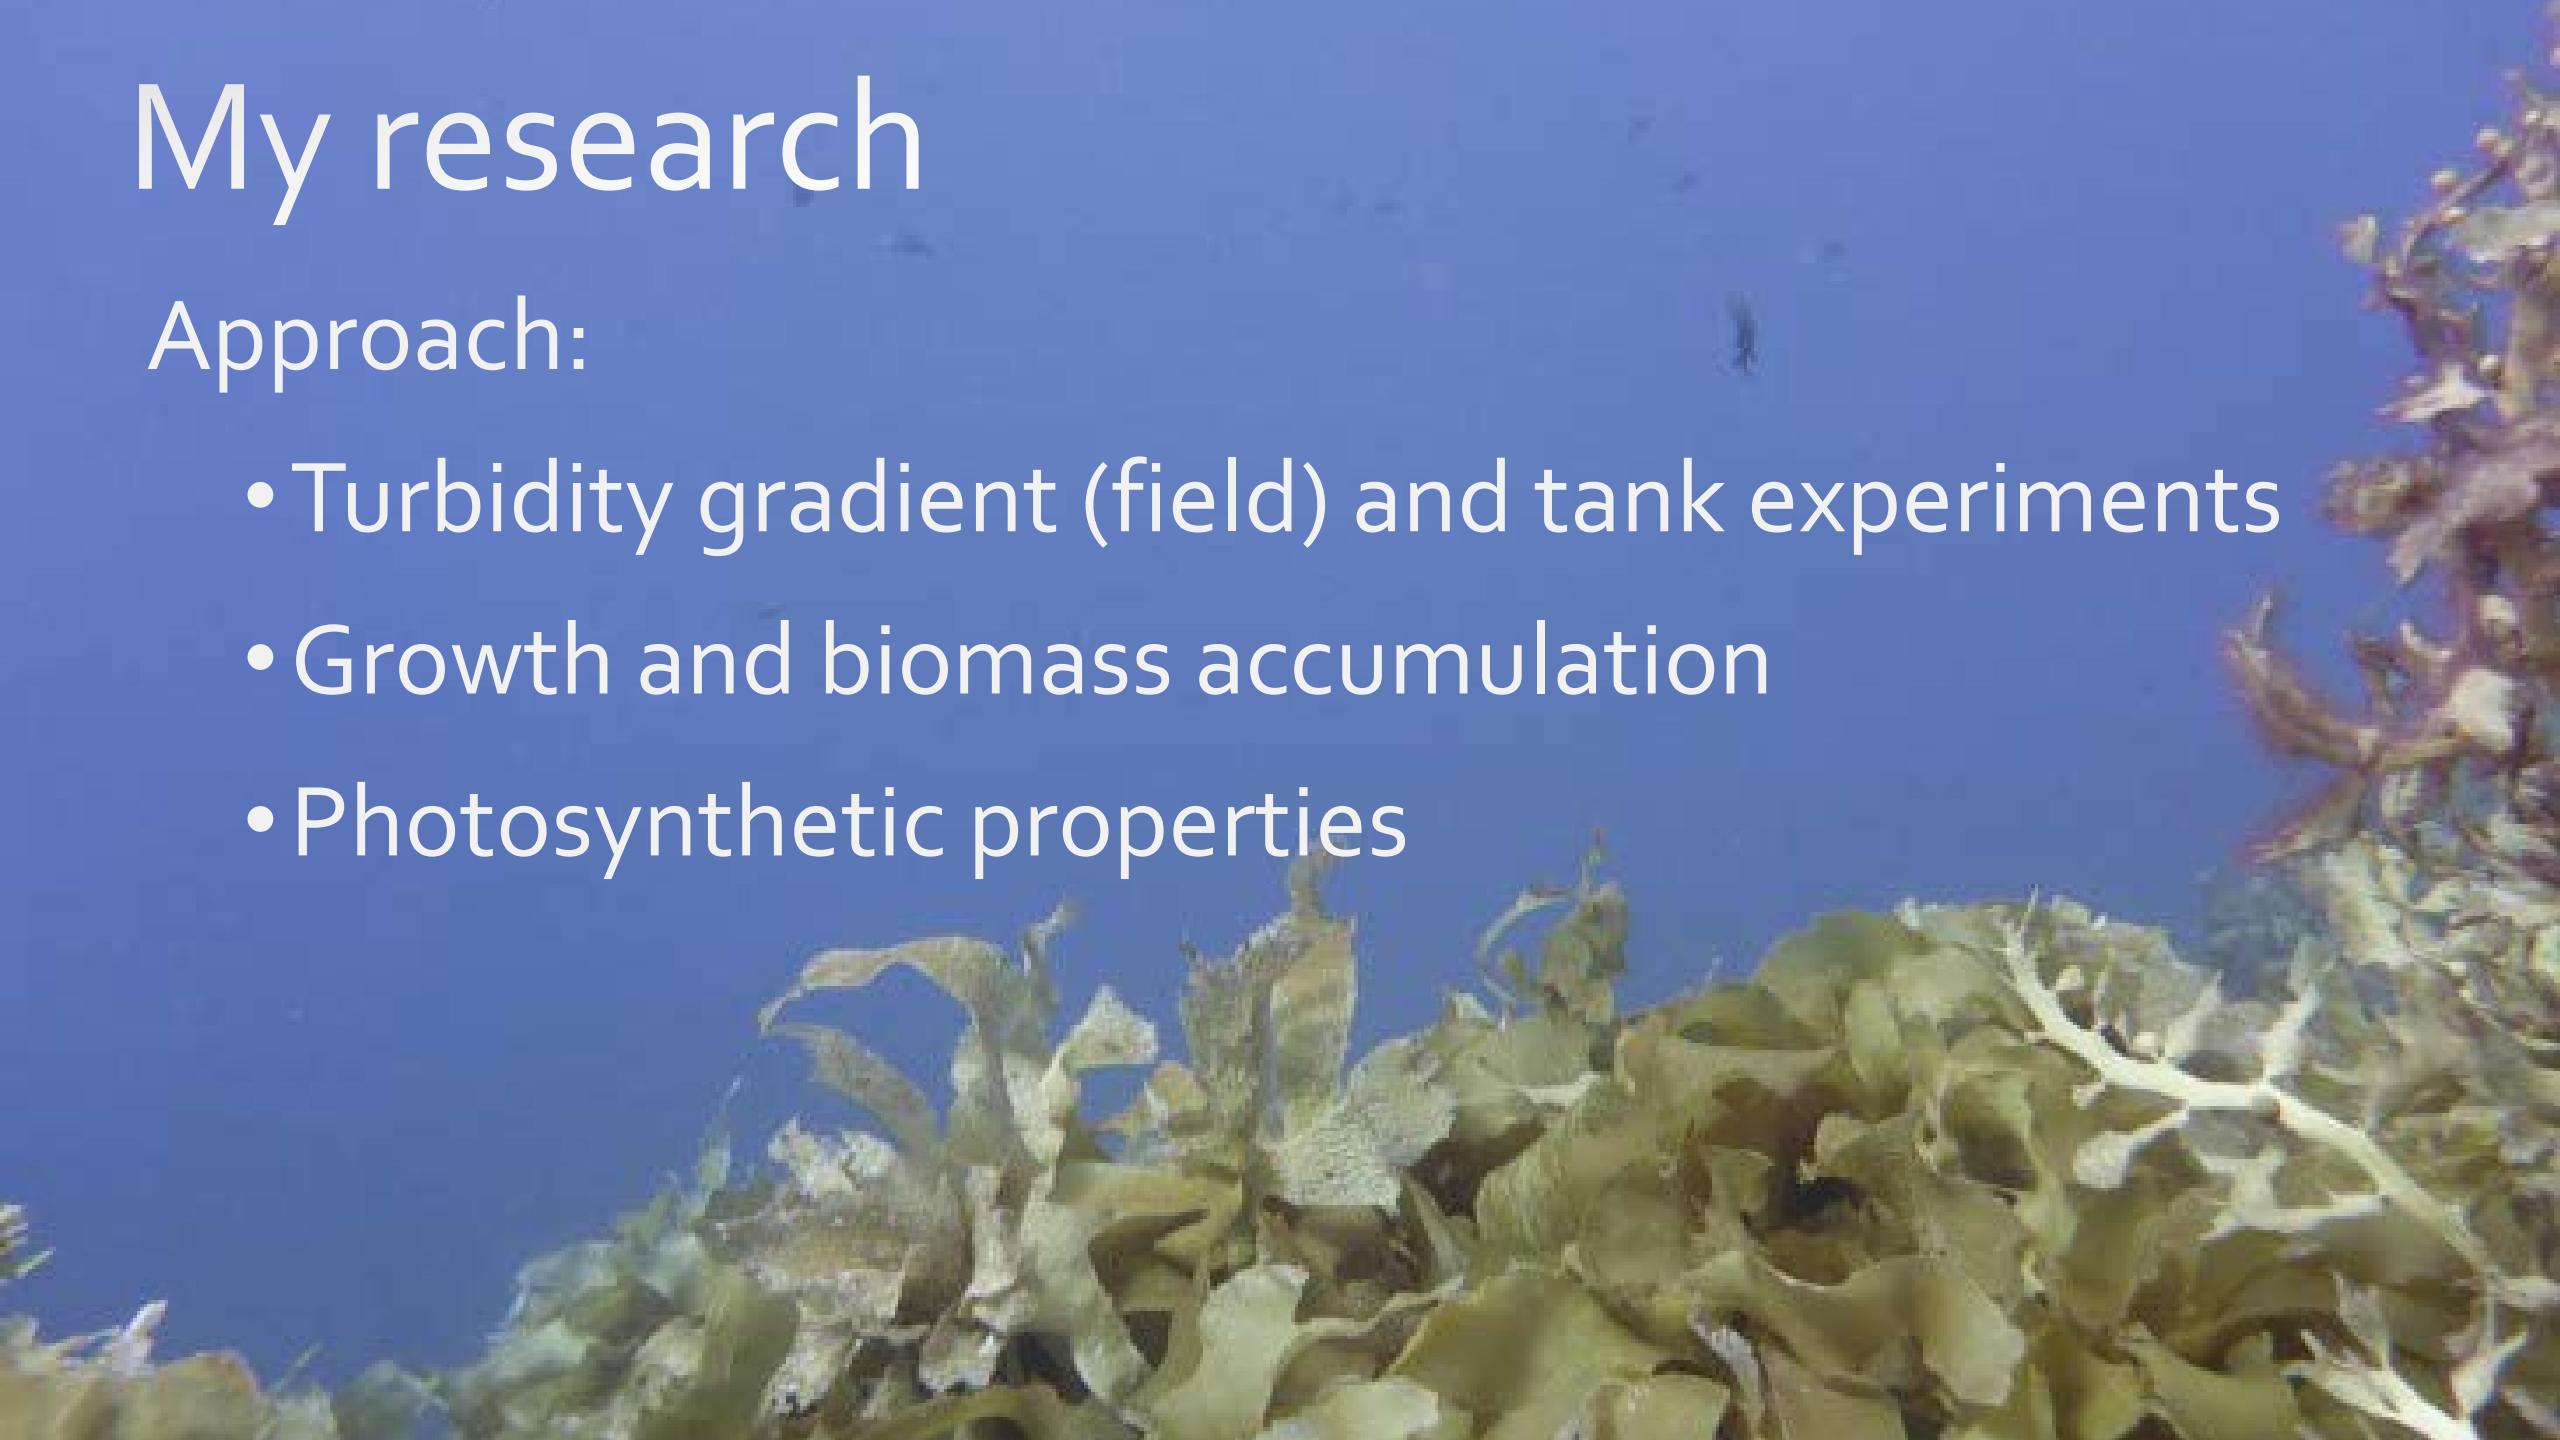 My research
Approach:
• Turbidity gradient (field) and tank experiments
• Growth and biomass accumulation
• Photosynthetic properties